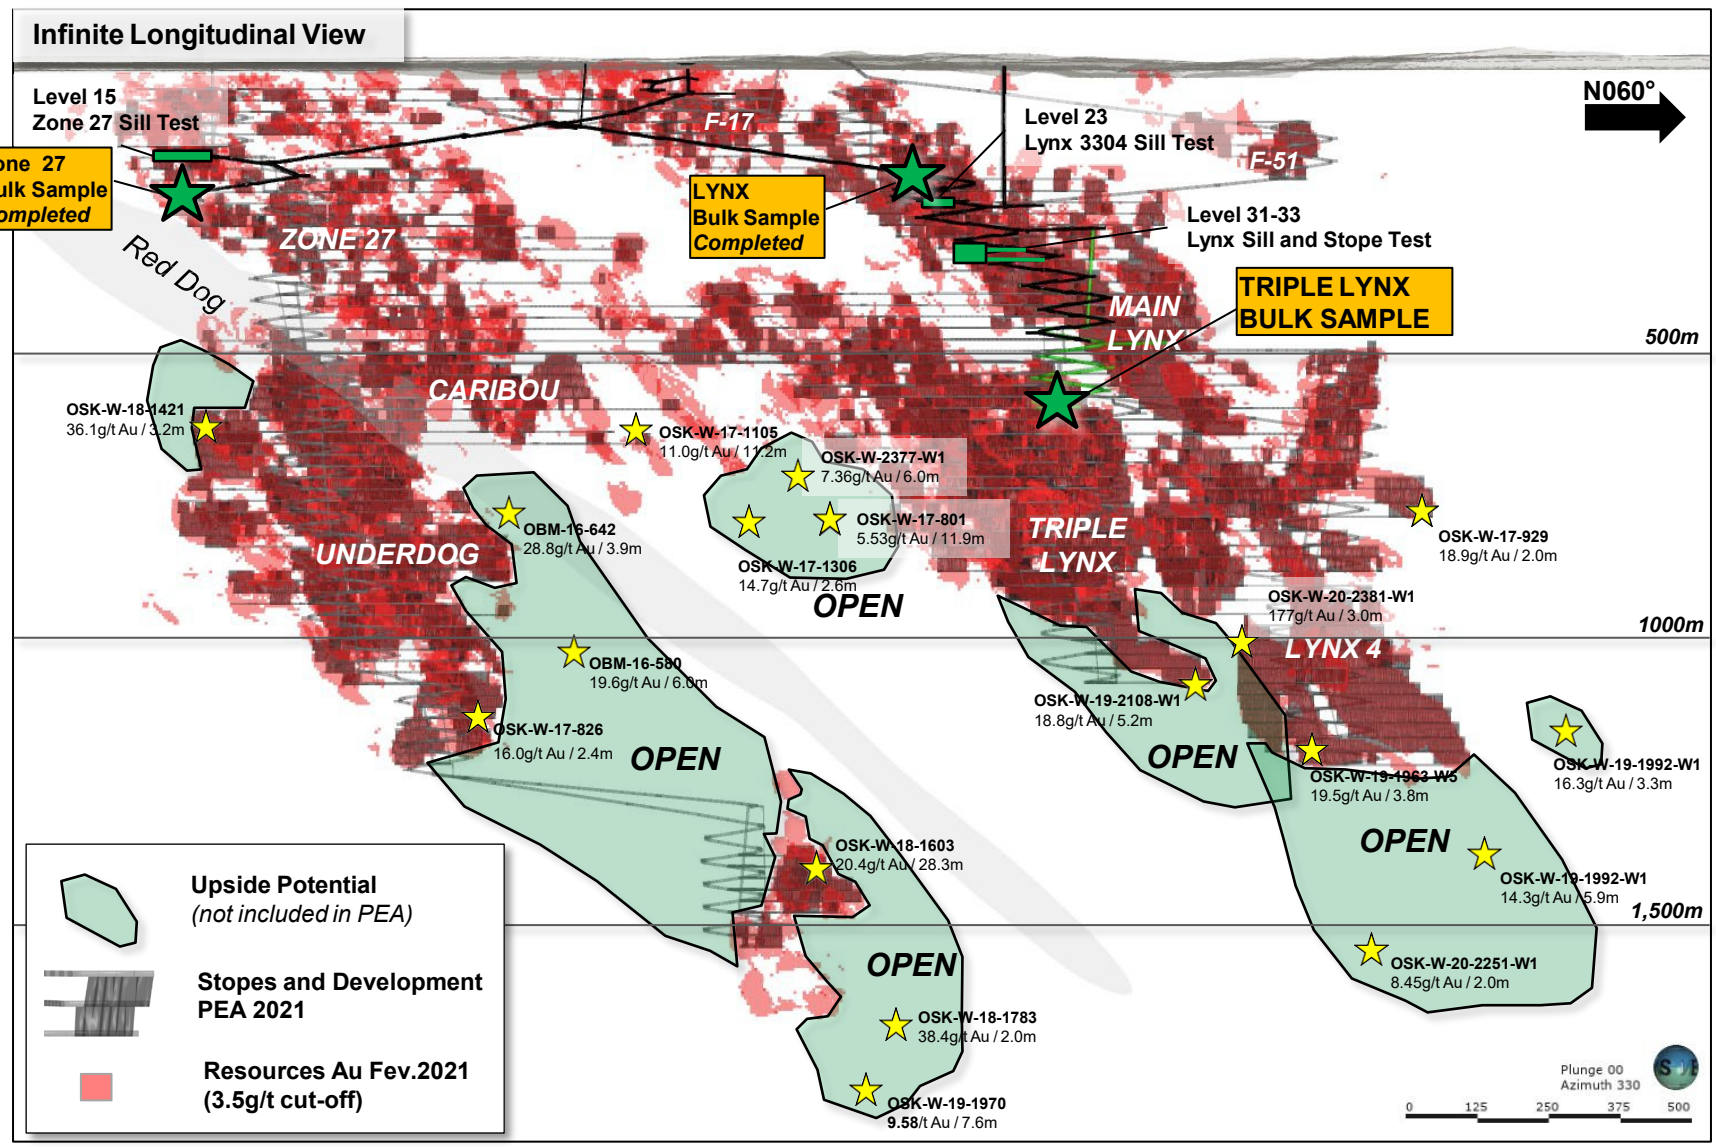 Infinite Longitudinal View
Level 15
Zone 27 Sill Test
one 27
ulk Sample
ompleted
Red Dog
ZONE 27
F-17
LYNX
Bulk Sample
Completed
Level 23
Lynx 3304 Sill Test
F-51
N060°
Level 31-33
Lynx Sill and Stope Test
TRIPLE LYNX
BULK SAMPLE
MAIN
LYNX
500m
CARIBOU
OSK-W-18-1421
36.1g/t Au / 3.2m
OSK-W-17-1105
11.0g/t Au / 11.2m
OSK-W-2377-W1
7.36g/t Au / 6.0m
OSK-W-17-801
5.53g/t Au / 11.9m
OSK-W-17-1306
14.7g/t Au / 2.6m
OPEN
OBM-16-642
28.8g/t Au / 3.9m
UNDERDOG
TRIPLE
LYNX
OSK-W-17-929
18.9g/t Au / 2.0m
OSK-W-20-2381-W1
177g/t Au / 3.0m
1000m
LYNX 4
OBM-16-580
19.6g/t Au / 6.0m
OSK-W-19-2108-W1
18.8g/t Au / 5.2m
OSK-W-17-826
16.0g/t Au / 2.4m
OPEN
OPEN
OSK-W-19-1963-W5
19.5g/t Au / 3.8m
OSK-W-19-1992-W1
16.3g/t Au / 3.3m
OPEN
OSK-W-18-1603
20.4g/t Au / 28.3m
OSK-W-19-1992-W1
14.3g/t Au / 5.9m
1,500m
OPEN
OSK-W-20-2251-W1
8.45g/t Au / 2.0m
OSK-W-18-1783
38.4g/t Au / 2.0m
OSK-W-19-1970
9.58/t Au / 7.6m
Upside Potential
(not included in PEA)
Stopes and Development
PEA 2021
Resources Au Fev.2021
(3.5g/t cut-off)
Plunge 00
Azimuth 330
0 125 250 375 500